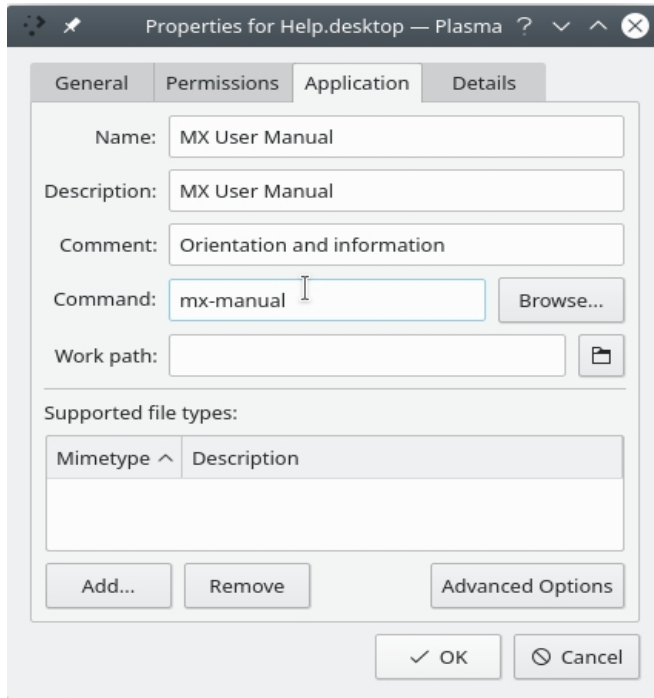 Properties for Help.desktop — Plasma ?
General Permissions Application Details
Name: MX User Manual
Description: MX User Manual
Comment: Orientation and information
Command: mx-manual Browse...
Work path:
Supported file types:
Mimetype Description
Add... Remove Advanced Options
OK Cancel